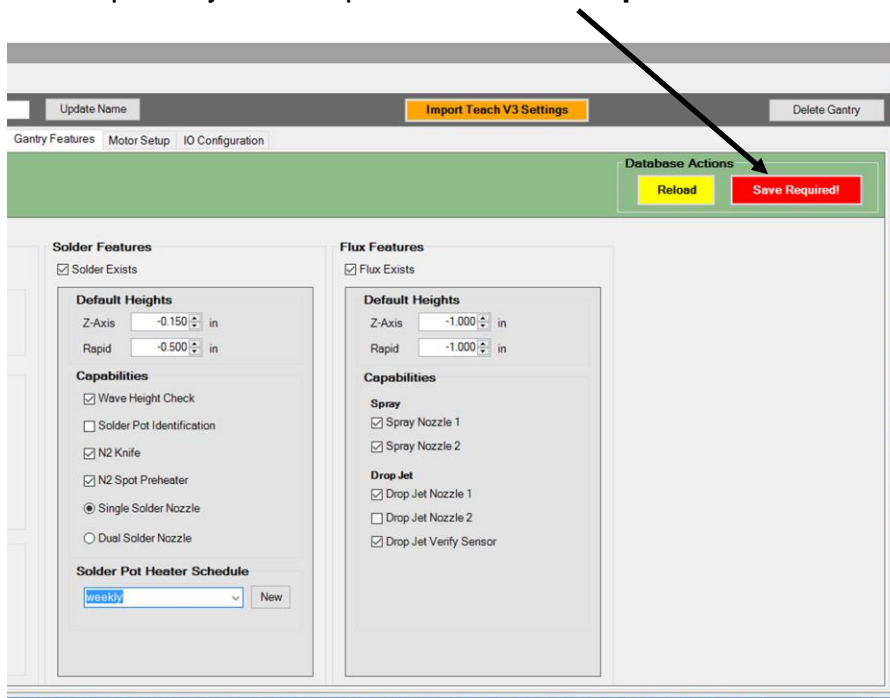 Update Name Import Teach V3 Settings Delete Gantry
Gantry Features Motor Setup IO Configuration
Database Actions
Reload Save Required!
Solder Features
Solder Exists
Default Heights
Z-Axis -0.150 in
Rapid -0.500 in
Capabilities
Wave Height Check
Solder Pot Identification
N2 Knife
N2 Spot Preheater
Single Solder Nozzle
Dual Solder Nozzle
Solder Pot Heater Schedule
weekly New
Flux Features
Flux Exists
Default Heights
Z-Axis -1.000 in
Rapid -1.000 in
Capabilities
Spray
Spray Nozzle 1
Spray Nozzle 2
Drop Jet
Drop Jet Nozzle 1
Drop Jet Nozzle 2
Drop Jet Verify Sensor